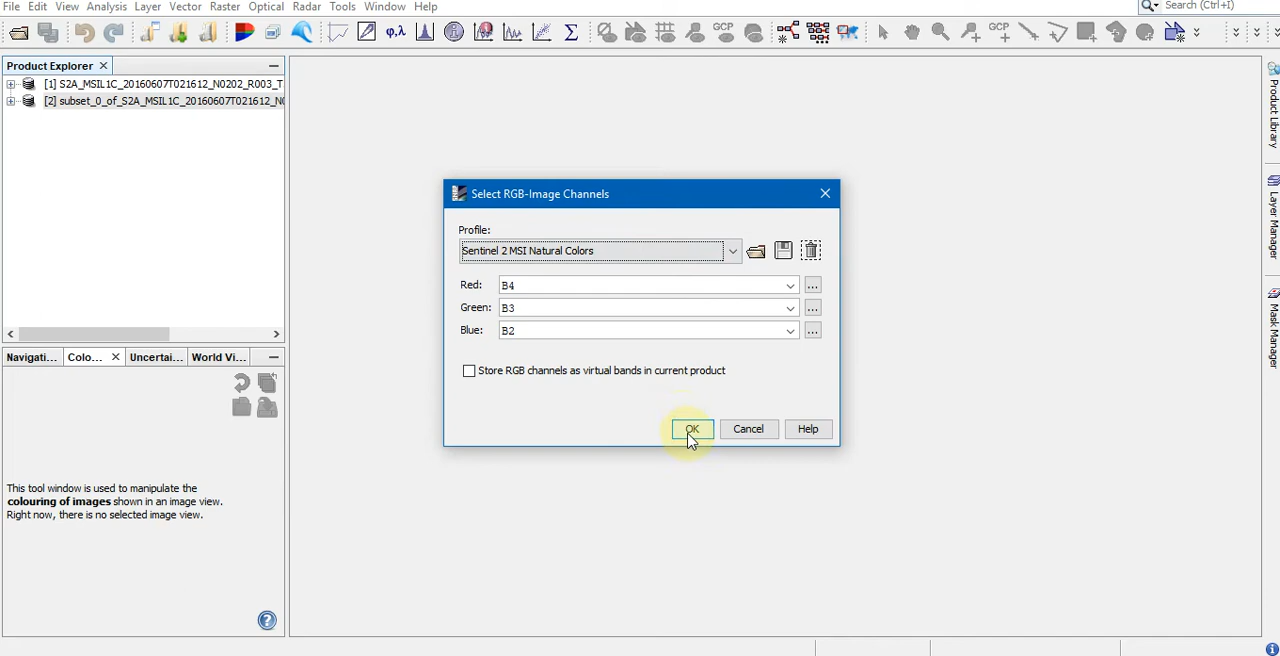 File Edit View Analysis Layer Vector Raster Optical Radar Tools Window Help
Search (Ctrl+I)
φ,λ
Σ
GCP
GCP
Product Explorer
[1] S2A_MSIL1C_20160607T021612_N0202_R003_T
[2] subset_0_of_S2A_MSIL1C_20160607T021612_N0
Product Library
Layer Manager
Mask Manager
Select RGB-Image Channels
Profile:
Sentinel 2 MSI Natural Colors
Red: B4 ...
Green: B3 ...
Blue: B2 ...
Store RGB channels as virtual bands in current product
OK Cancel Help
Navigati... Colo... Uncertai... World Vi...
This tool window is used to manipulate the
colouring of images shown in an image view.
Right now, there is no selected image view.